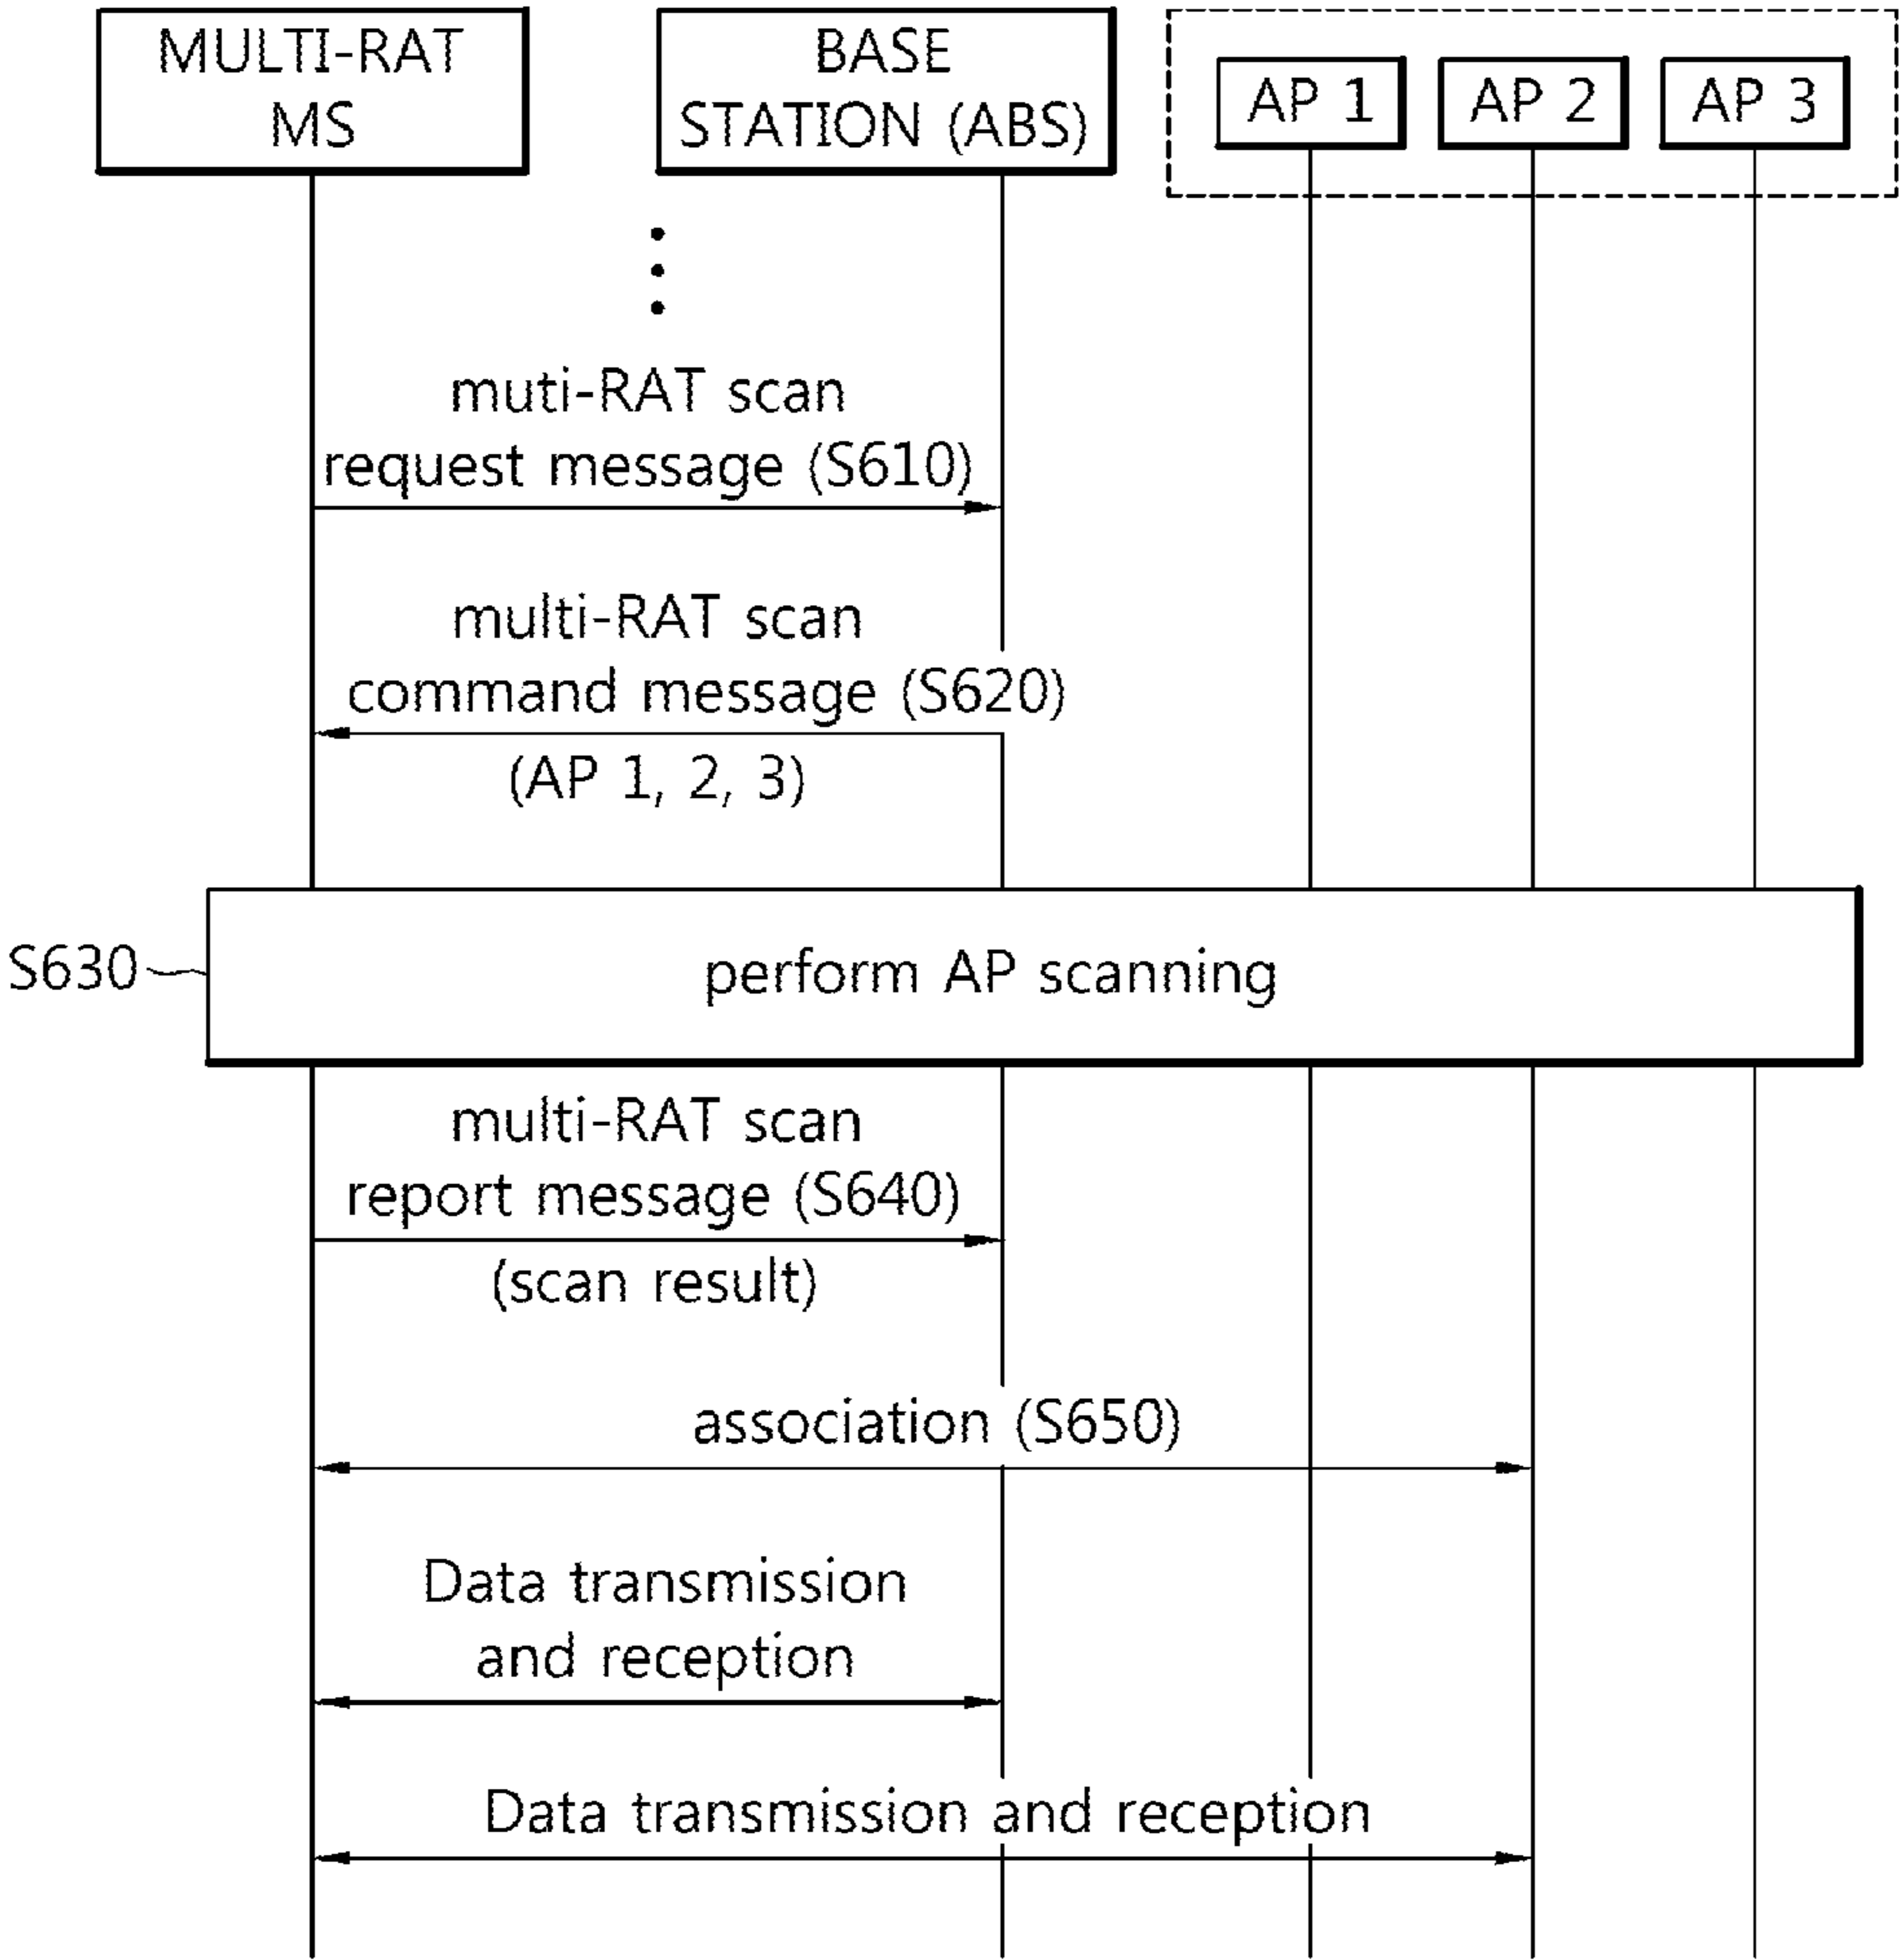 MULTI-RAT
MS
BASE
STATION (ABS)
AP 1
AP 2
AP 3
muti-RAT scan
request message (S610)
multi-RAT scan
command message (S620)
(AP 1, 2, 3)
S630
perform AP scanning
multi-RAT scan
report message (S640)
(scan result)
association (S650)
Data transmission
and reception
Data transmission and reception